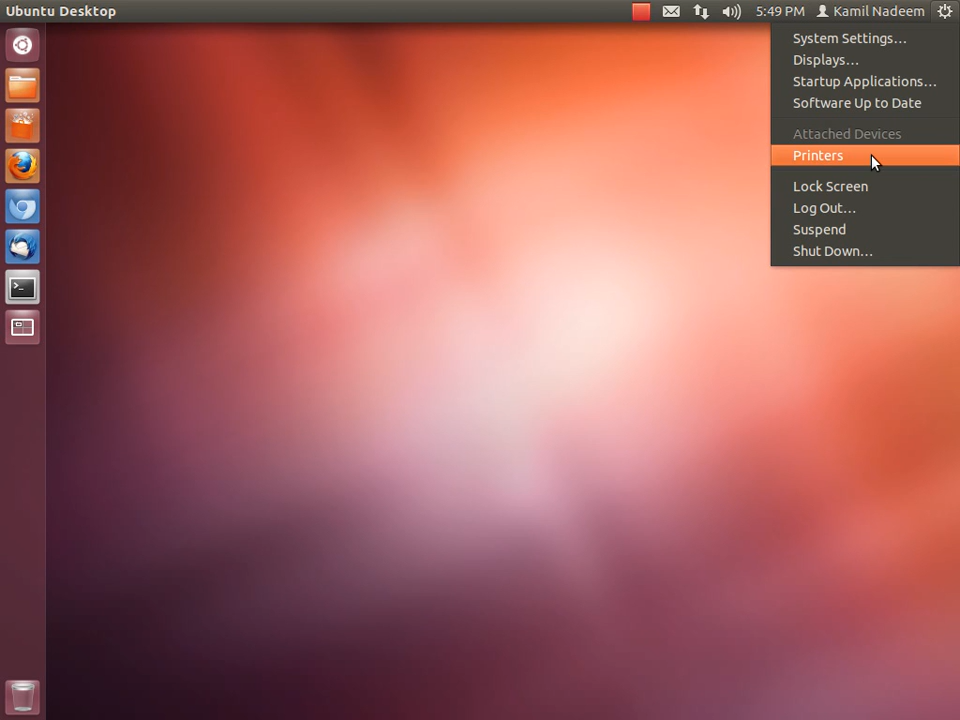 Ubuntu Desktop
5:49 PM Kamil Nadeem
System Settings…
Displays…
Startup Applications…
Software Up to Date
Attached Devices
Printers
Lock Screen
Log Out…
Suspend
Shut Down…